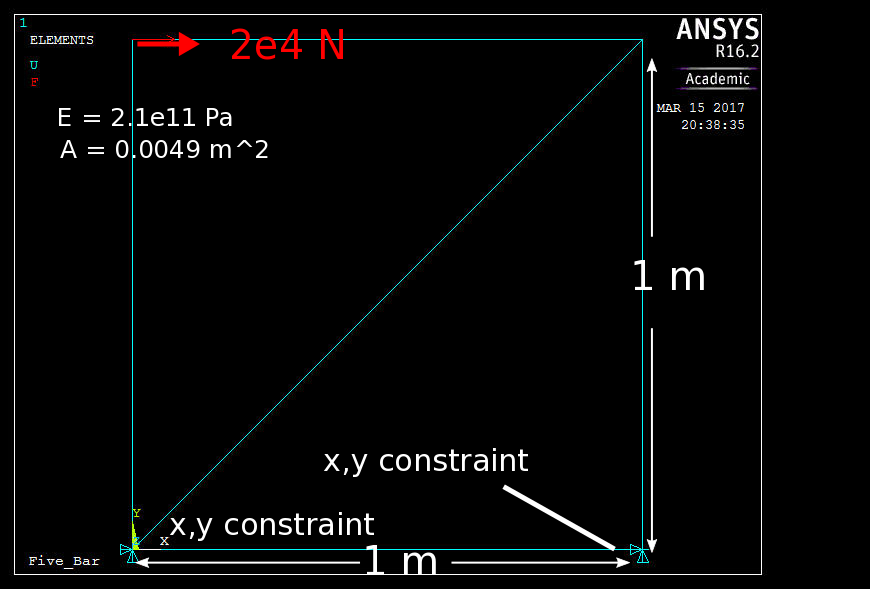 1
ELEMENTS
U
F
2e4 N
ANSYS
R16.2
Academic
MAR 15 2017
20:38:35
E = 2.1e11 Pa
A = 0.0049 m^2
1 m
x,y constraint
Y
x,y constraint
X
1 m
Five_Bar